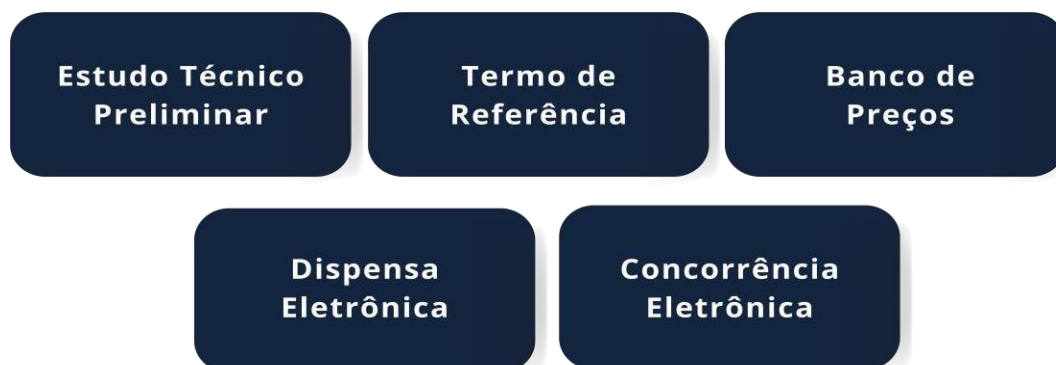 Estudo Técnico
Preliminar
Termo de
Referência
Banco de
Preços
Dispensa
Eletrônica
Concorrência
Eletrônica